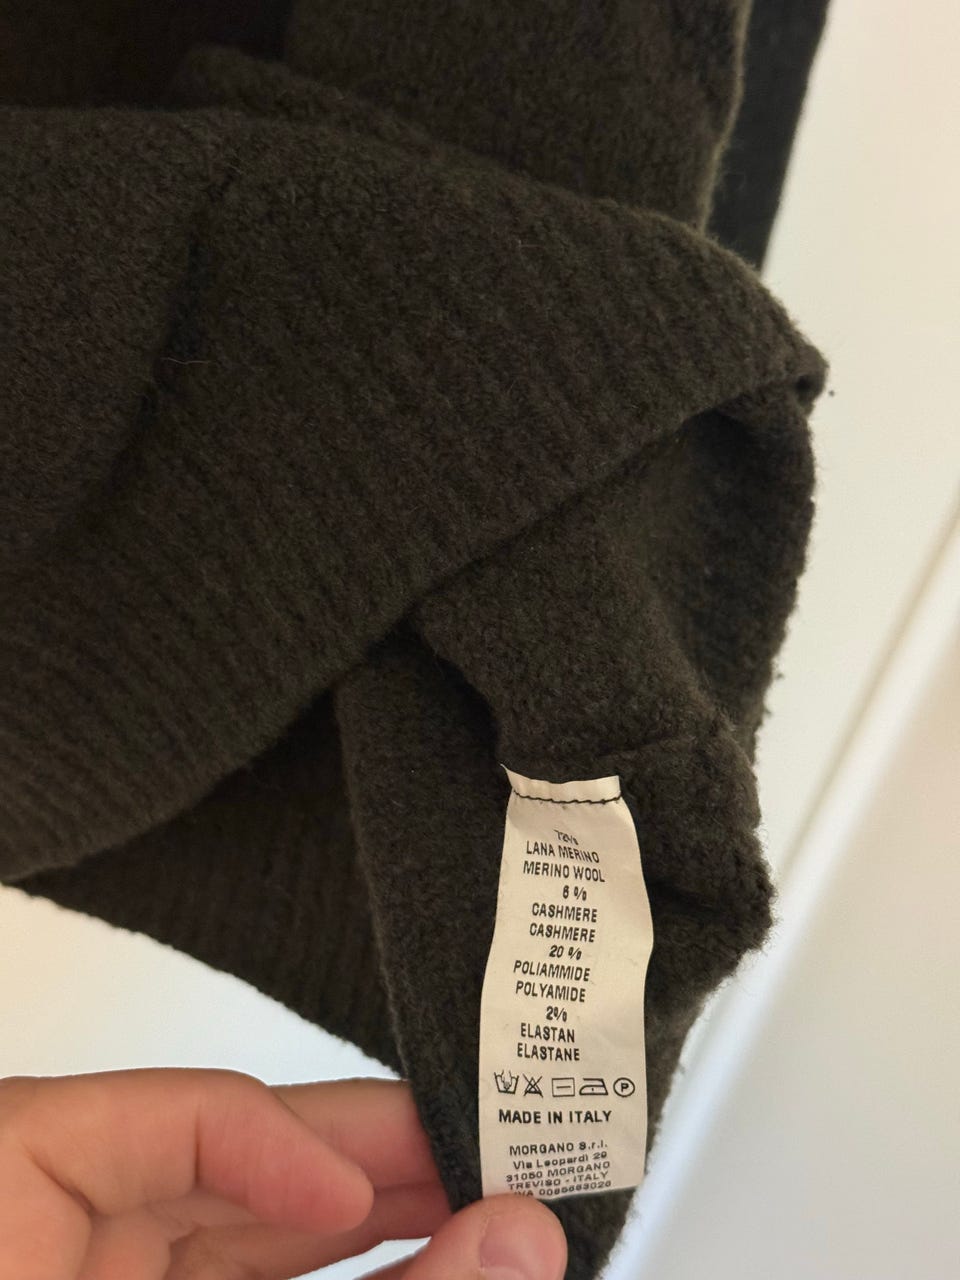 72%
LANA MERINO
MERINO WOOL
6 %
CASHMERE
CASHMERE
20 %
POLIAMMIDE
POLYAMIDE
2%
ELASTAN
ELASTANE
P
MADE IN ITALY
MORGANO S.r.l.
Via Leopardi 29
31050 MORGANO
TREVISO - ITALY